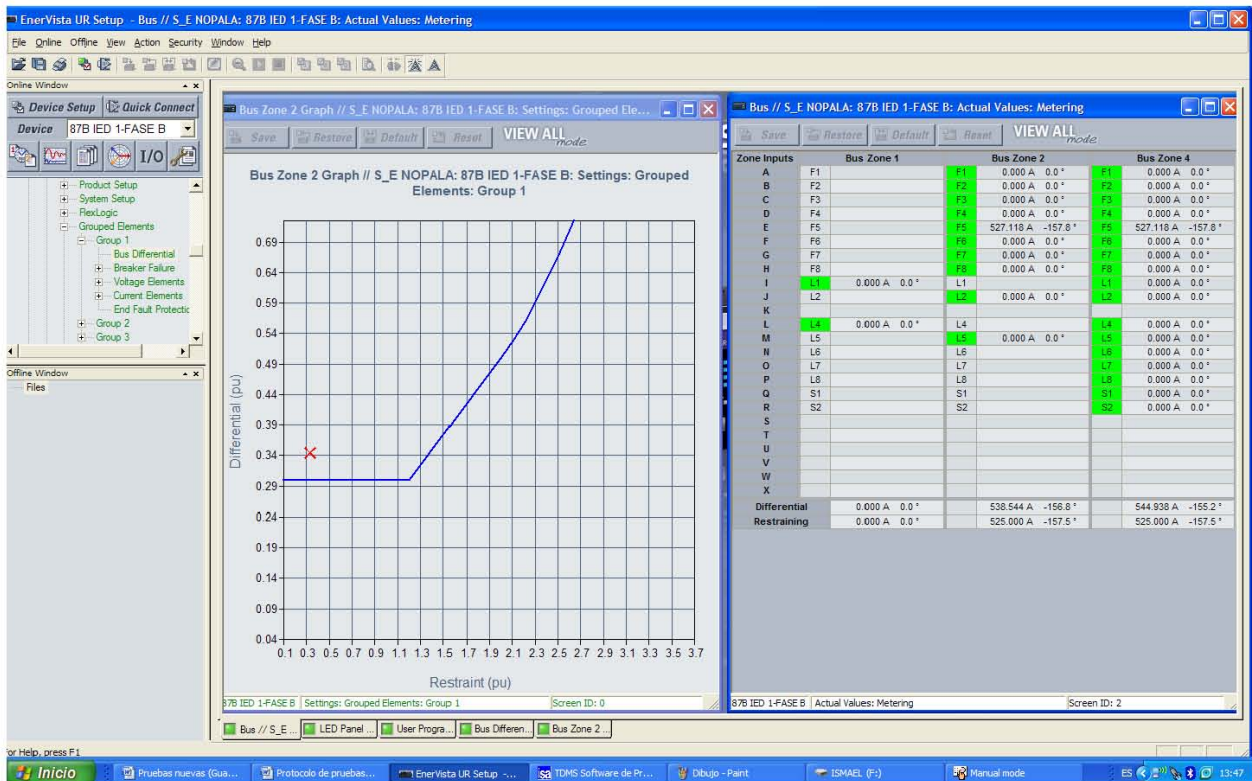 EnerVista UR Setup - Bus // S_E NOPALA: 87B IED 1-FASE B: Actual Values: Metering
File Online Offline View Action Security Window Help
Online Window
Device Setup Quick Connect
Device 87B IED 1-FASE B
I/O
Product Setup
System Setup
FlexLogic
Grouped Elements
Group 1
Bus Differential
Breaker Failure
Voltage Elements
Current Elements
End Fault Protectic
Group 2
Group 3
Offline Window
Files
Bus Zone 2 Graph // S_E NOPALA: 87B IED 1-FASE B: Settings: Grouped Ele...
Save Restore Default Reset VIEW ALL mode
Bus Zone 2 Graph // S_E NOPALA: 87B IED 1-FASE B: Settings: Grouped
Elements: Group 1
Differential (pu)
0.69
0.64
0.59
0.54
0.49
0.44
0.39
0.34
0.29
0.24
0.19
0.14
0.09
0.04
0.1 0.3 0.5 0.7 0.9 1.1 1.3 1.5 1.7 1.9 2.1 2.3 2.5 2.7 2.9 3.1 3.3 3.5 3.7
Restraint (pu)
87B IED 1-FASE B Settings: Grouped Elements: Group 1 Screen ID: 0
Bus // S_E NOPALA: 87B IED 1-FASE B: Actual Values: Metering
Save Restore Default Reset VIEW ALL mode
Zone Inputs Bus Zone 1 Bus Zone 2 Bus Zone 4
A F1 F1 0.000 A 0.0 ° F1 0.000 A 0.0 °
B F2 F2 0.000 A 0.0 ° F2 0.000 A 0.0 °
C F3 F3 0.000 A 0.0 ° F3 0.000 A 0.0 °
D F4 F4 0.000 A 0.0 ° F4 0.000 A 0.0 °
E F5 F5 527.118 A -157.8 ° F5 527.118 A -157.8 °
F F6 F6 0.000 A 0.0 ° F6 0.000 A 0.0 °
G F7 F7 0.000 A 0.0 ° F7 0.000 A 0.0 °
H F8 F8 0.000 A 0.0 ° F8 0.000 A 0.0 °
I L1 0.000 A 0.0 ° L1 L1 0.000 A 0.0 °
J L2 L2 0.000 A 0.0 ° L2 0.000 A 0.0 °
K
L L4 0.000 A 0.0 ° L4 L4 0.000 A 0.0 °
M L5 L5 0.000 A 0.0 ° L5 0.000 A 0.0 °
N L6 L6 L6 0.000 A 0.0 °
O L7 L7 L7 0.000 A 0.0 °
P L8 L8 L8 0.000 A 0.0 °
Q S1 S1 S1 0.000 A 0.0 °
R S2 S2 S2 0.000 A 0.0 °
S
T
U
V
W
X
Differential 0.000 A 0.0 ° 538.544 A -156.8 ° 544.938 A -155.2 °
Restraining 0.000 A 0.0 ° 525.000 A -157.5 ° 525.000 A -157.5 °
87B IED 1-FASE B Actual Values: Metering Screen ID: 2
Bus // S_E ... LED Panel ... User Progra... Bus Differen... Bus Zone 2 ...
For Help, press F1
Inicio Pruebas nuevas (Gua... Protocolo de pruebas... EnerVista UR Setup -... TDMS Software de Pr... Dibujo - Paint ISMAEL (F:) Manual mode ES 13:47